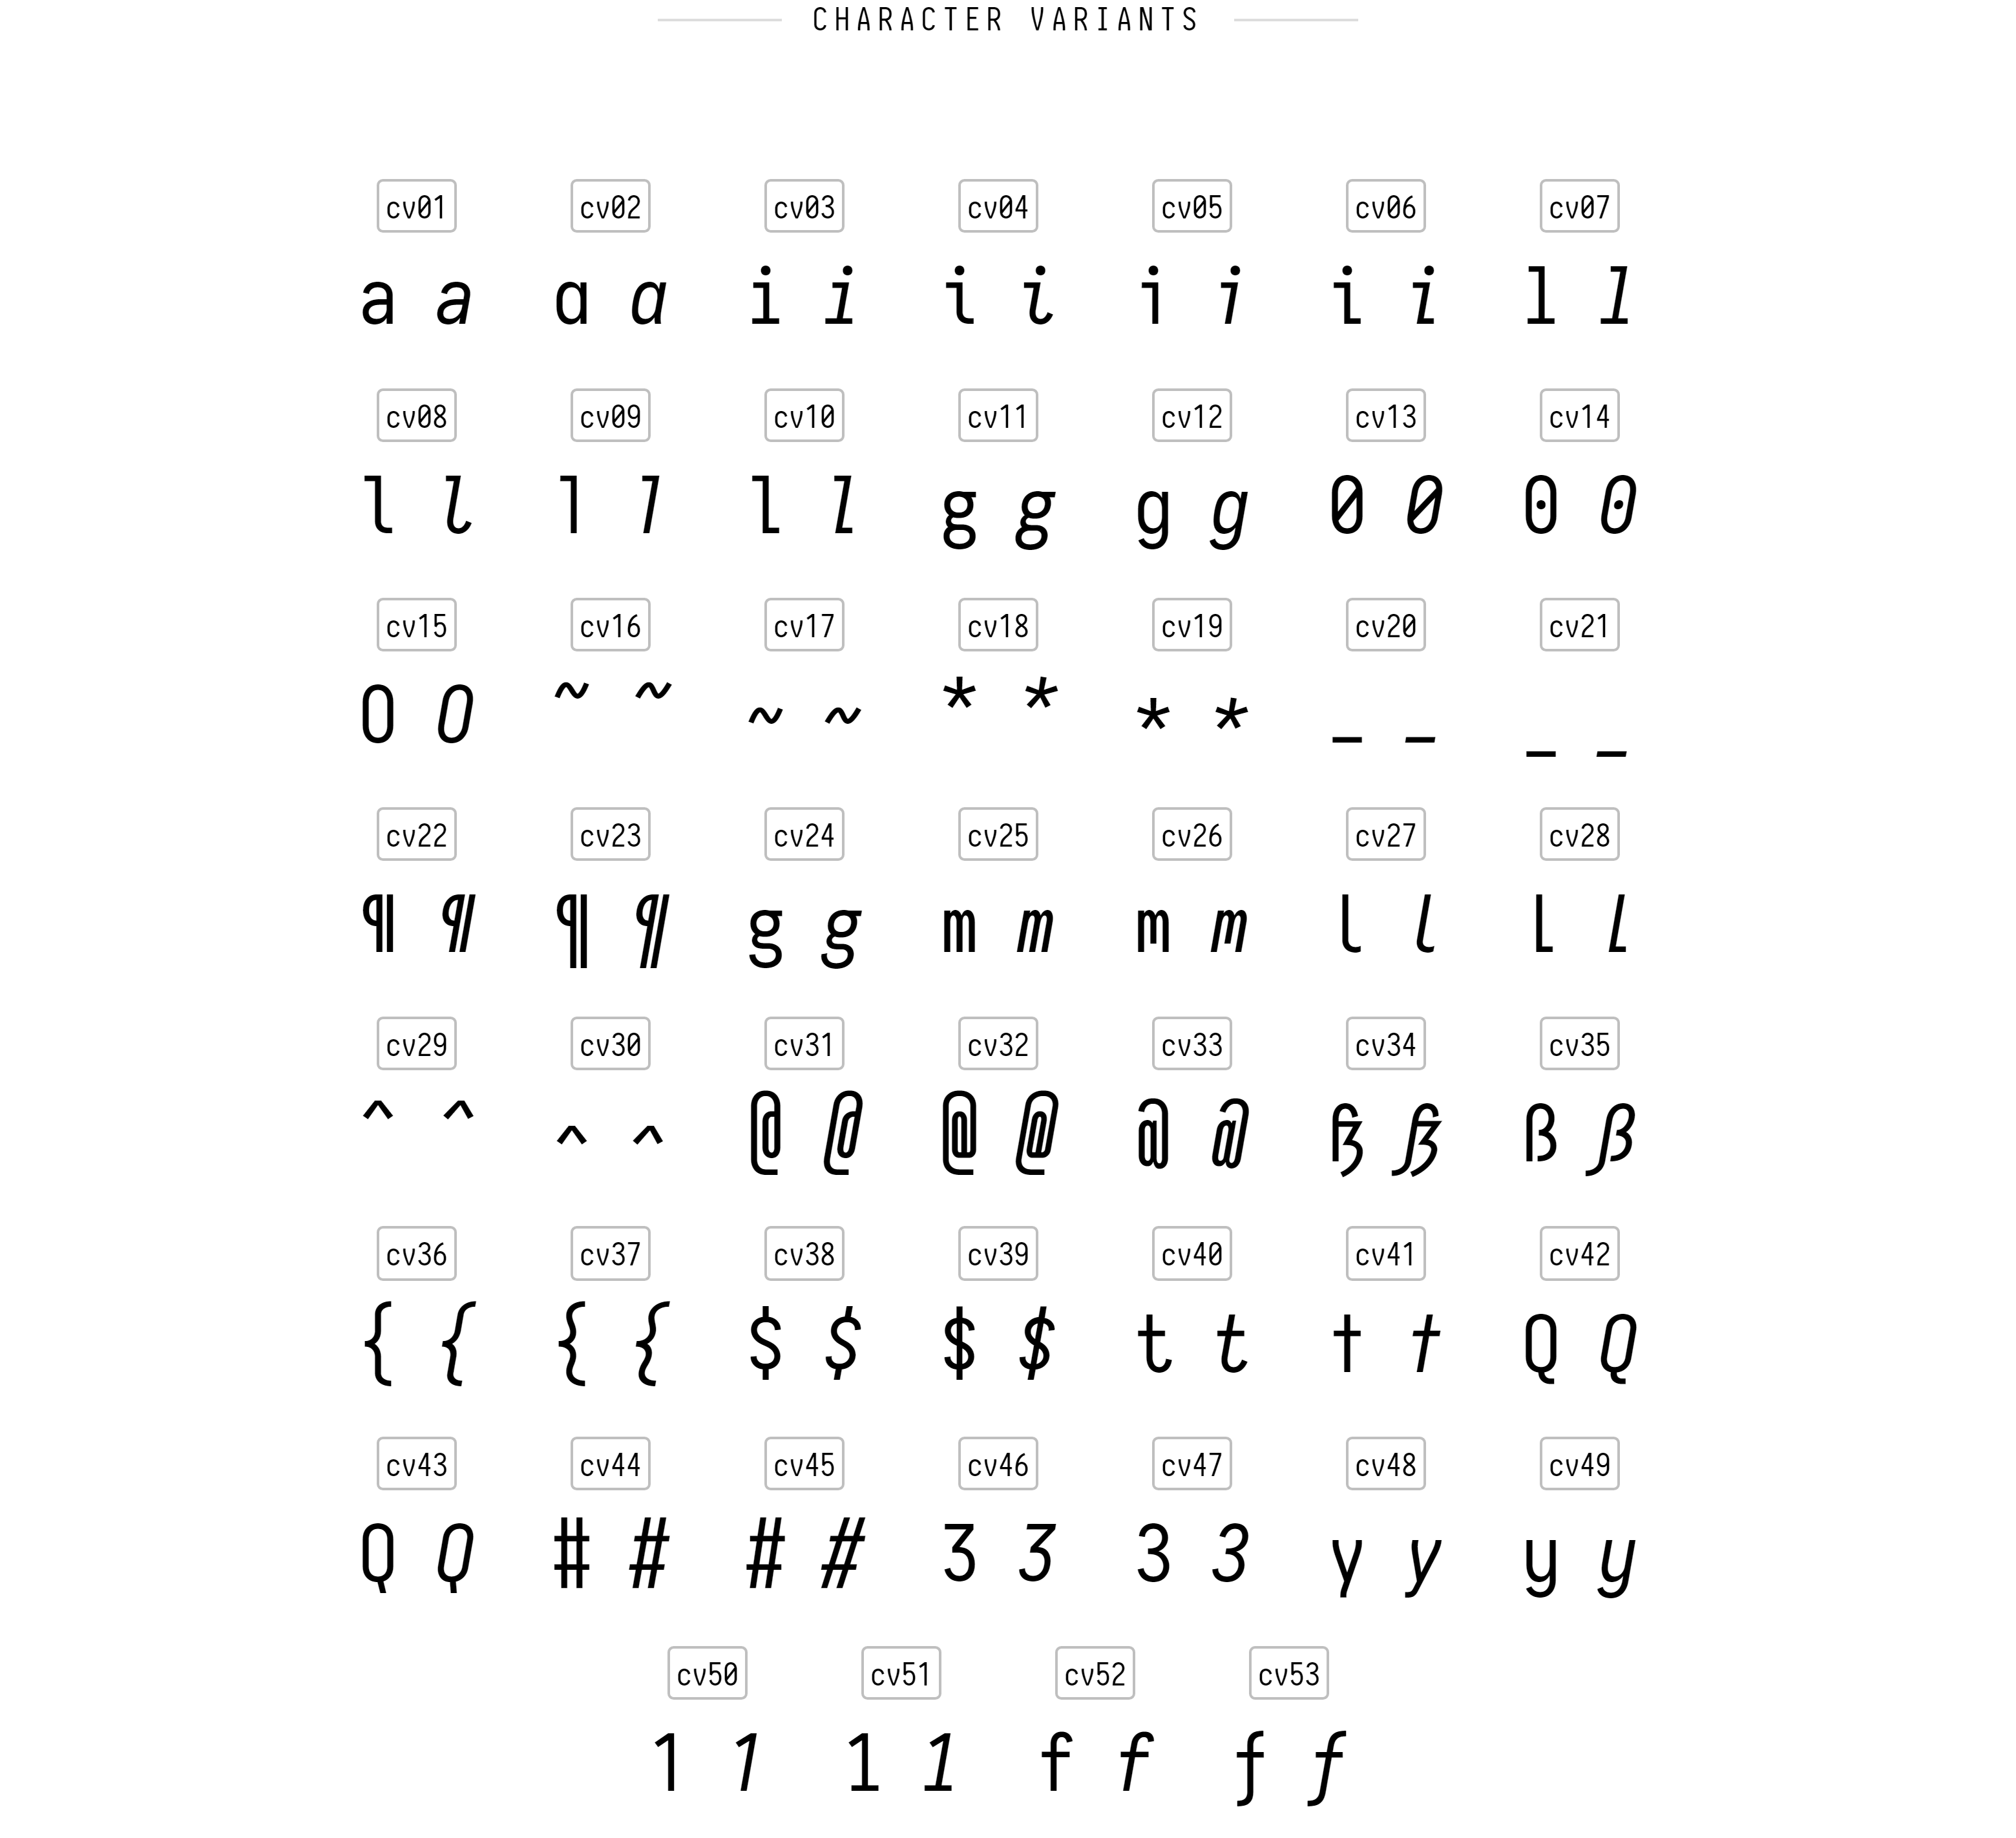 CHARACTER VARIANTS
cv01 cv02 cv03 cv04 cv05 cv06 cv07
a a a a i i i i i i i i l l
cv08 cv09 cv10 cv11 cv12 cv13 cv14
l l l l l l g g g g 0 0 0 0
cv15 cv16 cv17 cv18 cv19 cv20 cv21
0 0 ~ ~ ~ ~ * * * * _ _ _ _
cv22 cv23 cv24 cv25 cv26 cv27 cv28
¶ ¶ ¶ ¶ g g m m m m l l l l
cv29 cv30 cv31 cv32 cv33 cv34 cv35
^ ^ ^ ^ @ @ @ @ @ @ ß ß ß ß
cv36 cv37 cv38 cv39 cv40 cv41 cv42
{ { { { $ $ $ $ t t t t Q Q
cv43 cv44 cv45 cv46 cv47 cv48 cv49
Q Q # # # # 3 3 3 3 y y y y
cv50 cv51 cv52 cv53
1 1 1 1 f f f f